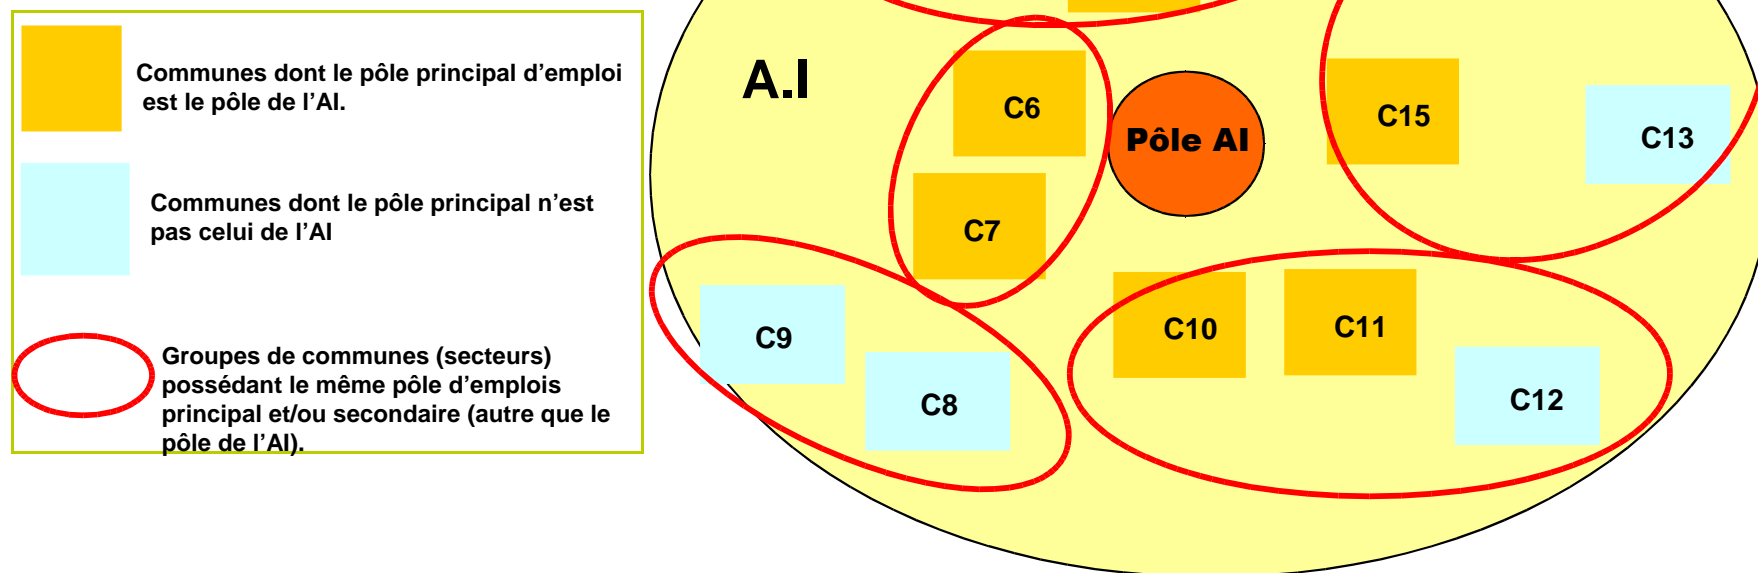 Communes dont le pôle principal d'emploi
est le pôle de l'AI.
Communes dont le pôle principal n'est
pas celui de l'AI
Groupes de communes (secteurs)
possédant le même pôle d'emplois
principal et/ou secondaire (autre que le
pôle de l'AI).
A.I
C6
Pôle AI
C15
C13
C7
C10
C11
C9
C8
C12